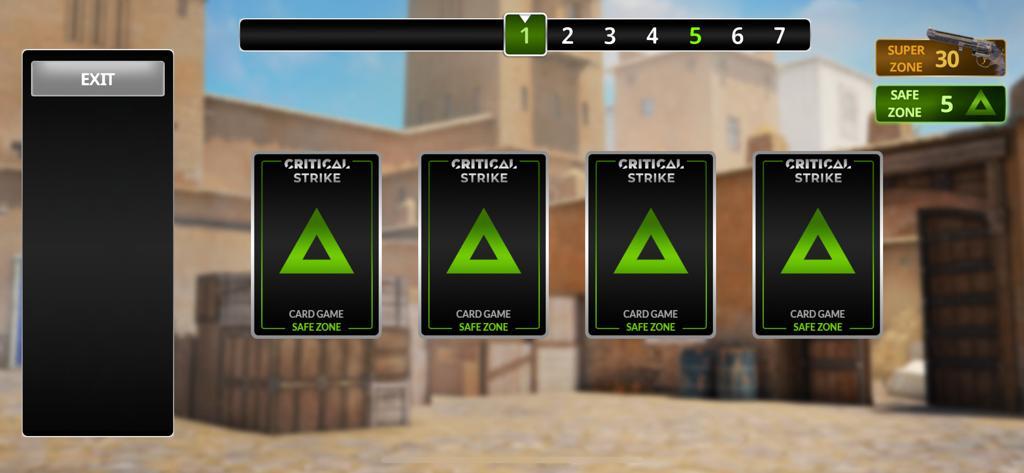 1 2 3 4 5 6 7
EXIT
SUPER
ZONE 30
SAFE
ZONE 5
CRITICAL
STRIKE
CARD GAME
SAFE ZONE
CRITICAL
STRIKE
CARD GAME
SAFE ZONE
CRITICAL
STRIKE
CARD GAME
SAFE ZONE
CRITICAL
STRIKE
CARD GAME
SAFE ZONE